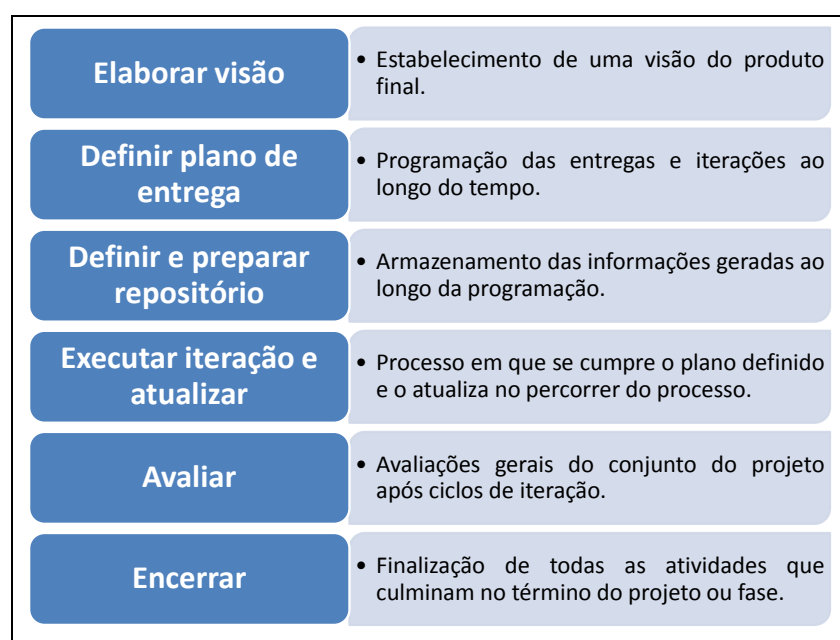 Elaborar visão
• Estabelecimento de uma visão do produto
final.
Definir plano de
entrega
• Programação das entregas e iterações ao
longo do tempo.
Definir e preparar
repositório
• Armazenamento das informações geradas ao
longo da programação.
Executar iteração e
atualizar
• Processo em que se cumpre o plano definido
e o atualiza no percorrer do processo.
Avaliar
• Avaliações gerais do conjunto do projeto
após ciclos de iteração.
Encerrar
• Finalização de todas as atividades que
culminam no término do projeto ou fase.